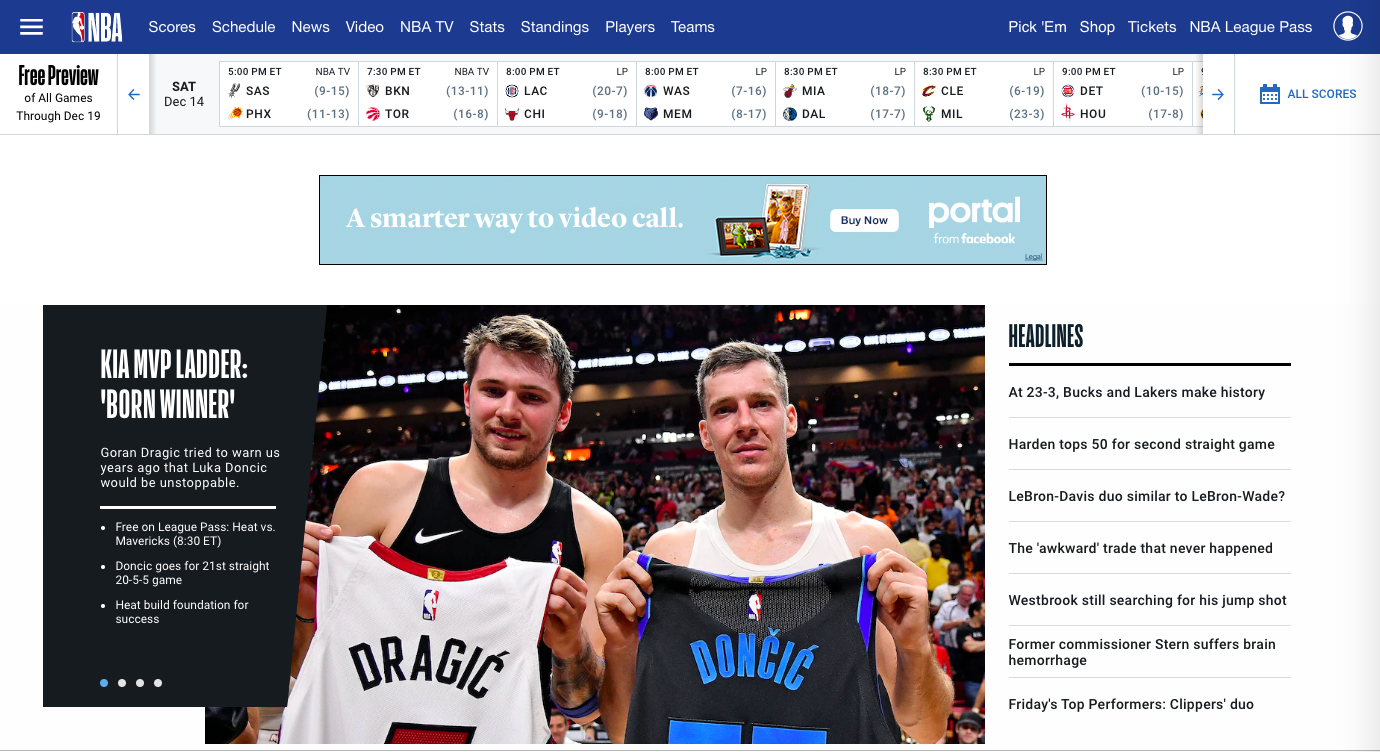 NBA
Scores Schedule News Video NBA TV Stats Standings Players Teams
Pick 'Em Shop Tickets NBA League Pass
Free Preview
of All Games
Through Dec 19
SAT
Dec 14
5:00 PM ET NBA TV
SAS (9-15)
PHX (11-13)
7:30 PM ET NBA TV
BKN (13-11)
TOR (16-8)
8:00 PM ET LP
LAC (20-7)
CHI (9-18)
8:00 PM ET LP
WAS (7-16)
MEM (8-17)
8:30 PM ET LP
MIA (18-7)
DAL (17-7)
8:30 PM ET LP
CLE (6-19)
MIL (23-3)
9:00 PM ET LP
DET (10-15)
HOU (17-8)
ALL SCORES
A smarter way to video call.
Buy Now
portal
from facebook
Legal
KIA MVP LADDER:
'BORN WINNER'
Goran Dragic tried to warn us
years ago that Luka Doncic
would be unstoppable.
Free on League Pass: Heat vs.
Mavericks (8:30 ET)
Doncic goes for 21st straight
20-5-5 game
Heat build foundation for
success
DRAGIĆ
DONČIĆ
HEADLINES
At 23-3, Bucks and Lakers make history
Harden tops 50 for second straight game
LeBron-Davis duo similar to LeBron-Wade?
The 'awkward' trade that never happened
Westbrook still searching for his jump shot
Former commissioner Stern suffers brain
hemorrhage
Friday's Top Performers: Clippers' duo